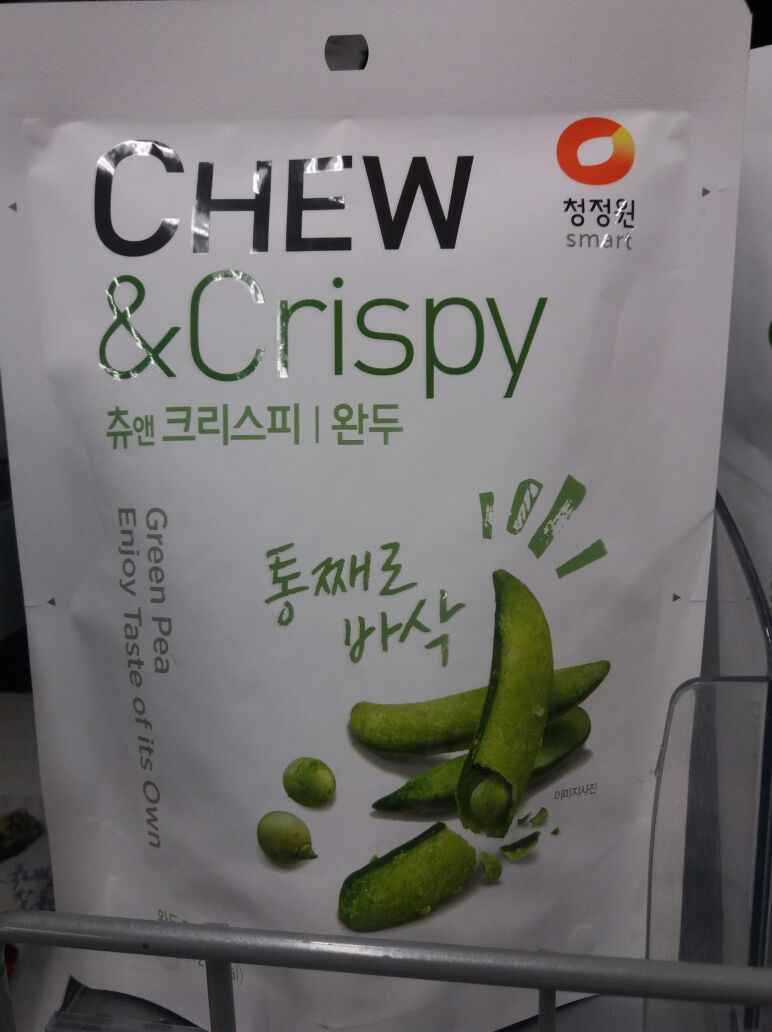 CHEW
&Crispy
청정원
smart
츄앤 크리스피 | 완두
Green Pea
Enjoy Taste of its Own
통째로
바삭
이미지사진